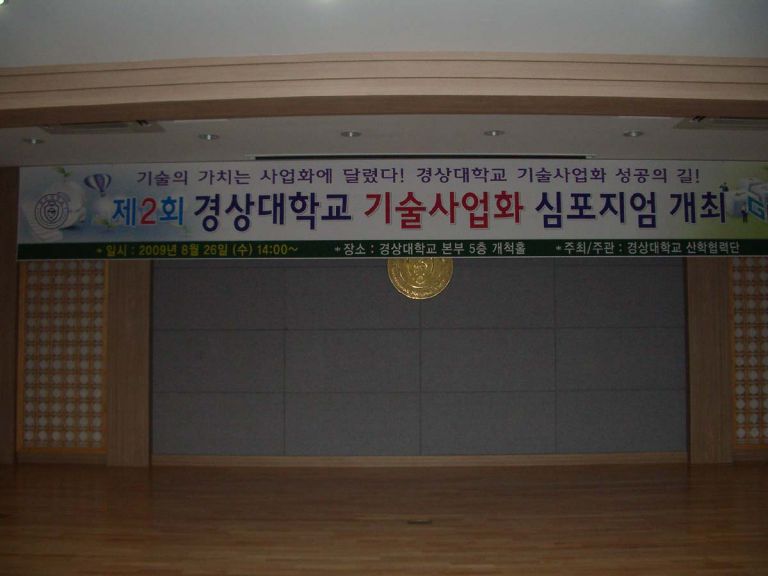 기술의 가치는 사업화에 달렸다! 경상대학교 기술사업화 성공의 길!
제2회 경상대학교 기술사업화 심포지엄 개최
*일시 : 2009년 8월 26일 (수) 14:00~ *장소 : 경상대학교 본부 5층 개척홀 *주최/주관 : 경상대학교 산학협력단